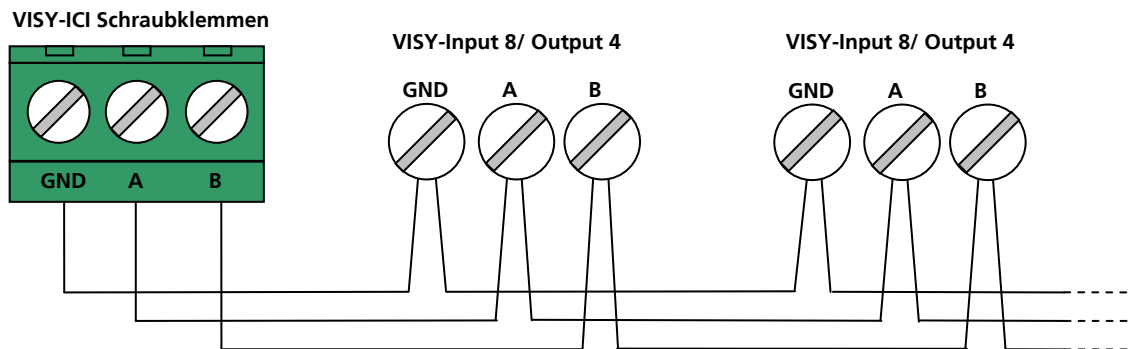 VISY-ICI Schraubklemmen
GND A B
VISY-Input 8/ Output 4
GND A B
VISY-Input 8/ Output 4
GND A B